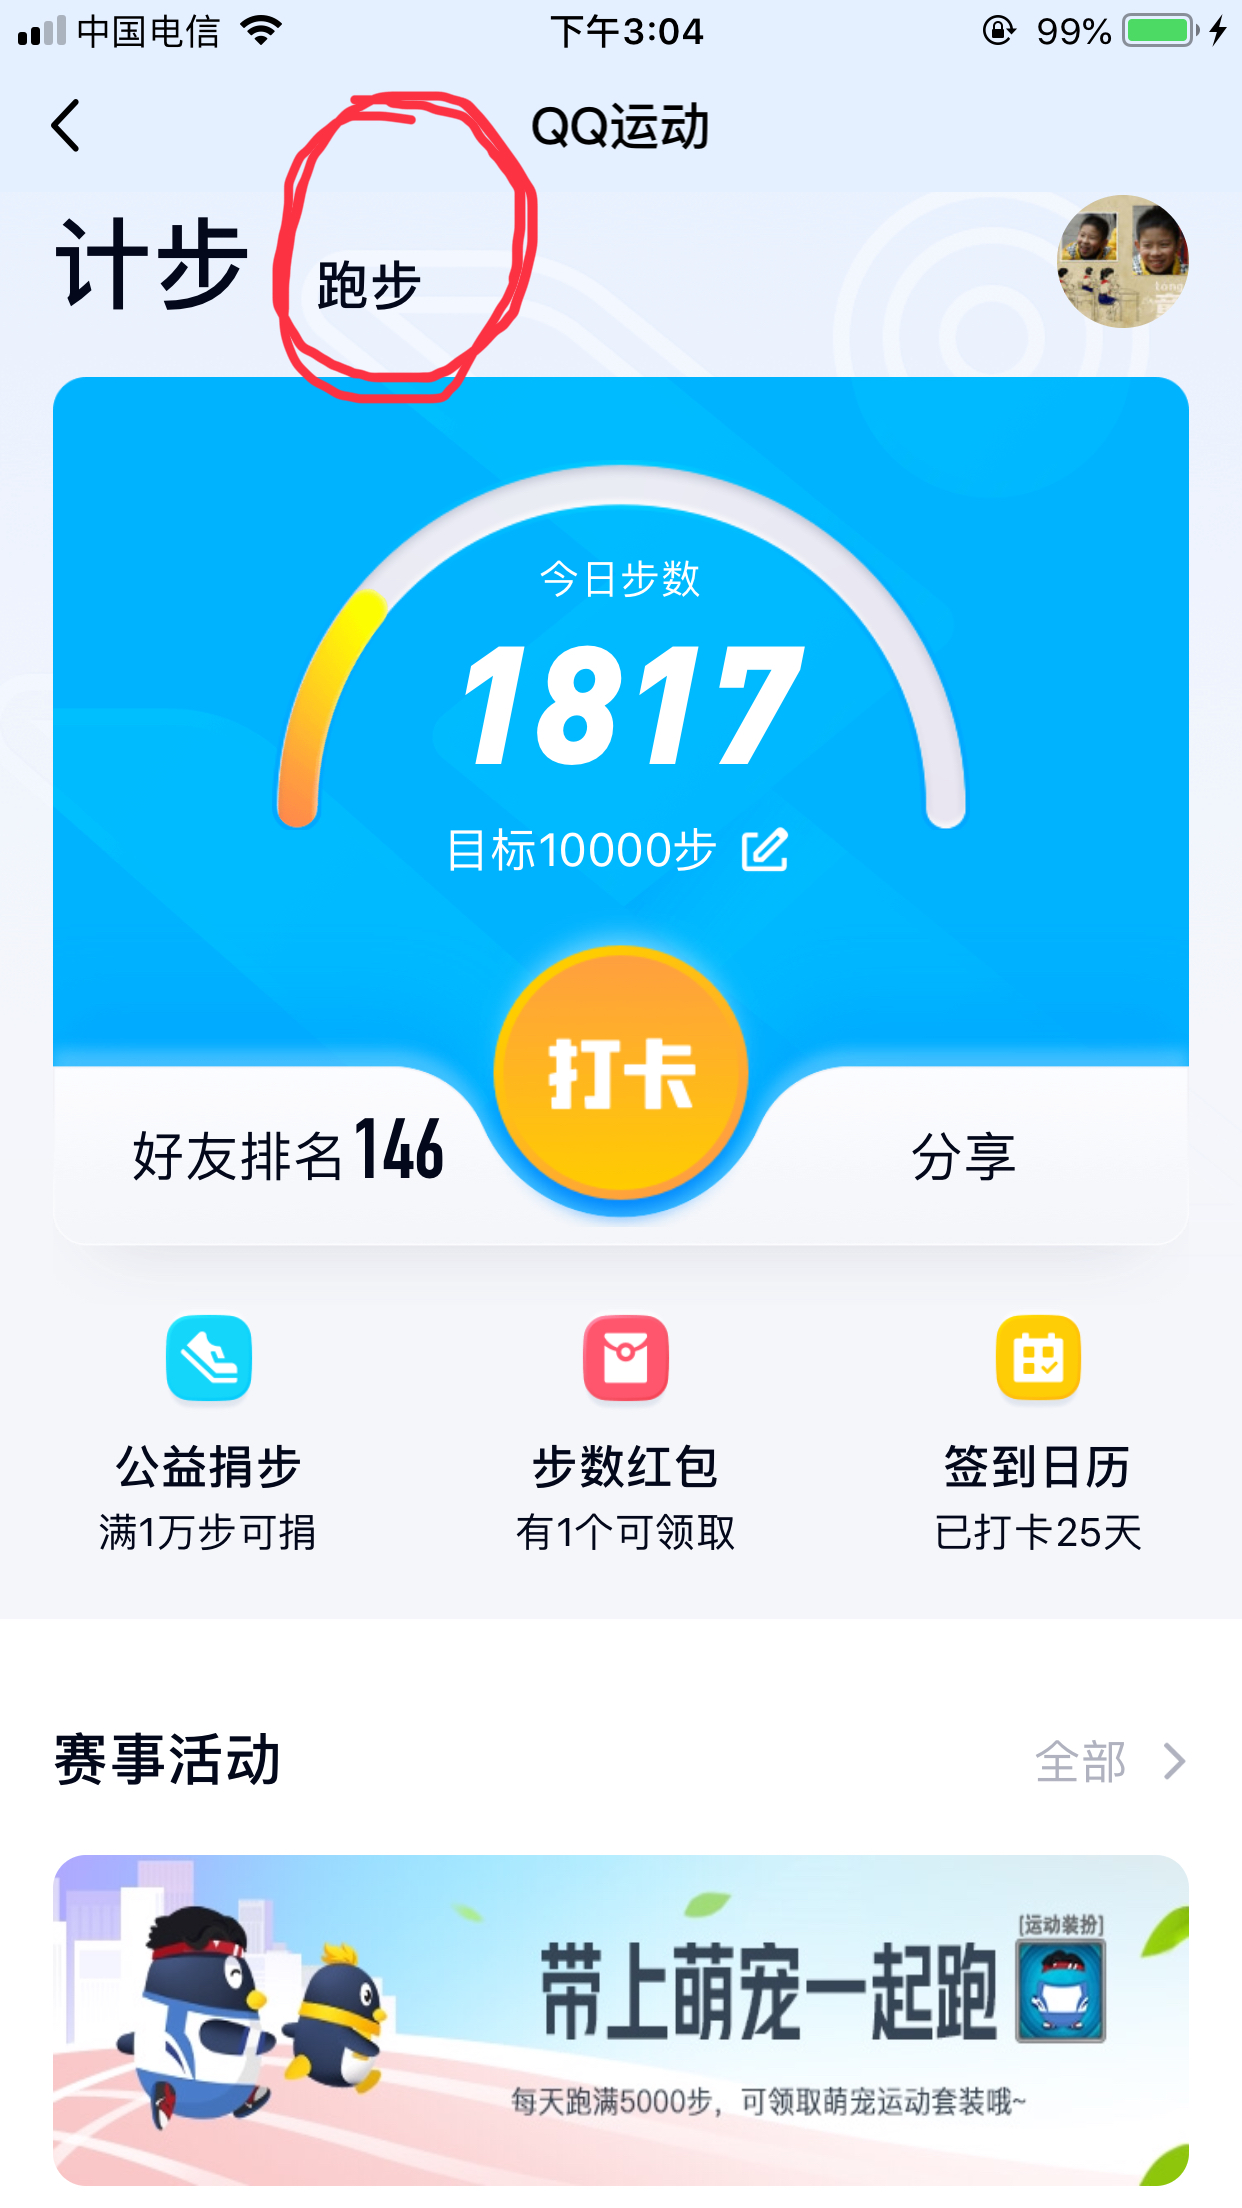 中国电信 下午3:04 99%
QQ运动
计步 跑步
今日步数
1817
目标10000步
打卡
好友排名146 分享
公益捐步 步数红包 签到日历
满1万步可捐 有1个可领取 已打卡25天
赛事活动 全部
[运动装扮]
带上萌宠一起跑
每天跑满5000步，可领取萌宠运动套装哦~